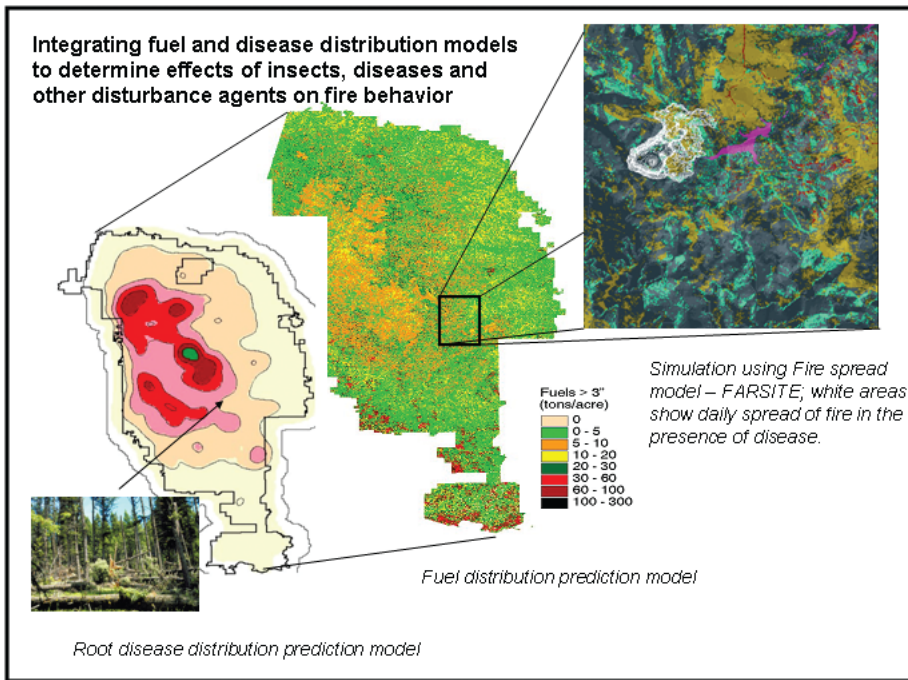 Integrating fuel and disease distribution models
to determine effects of insects, diseases and
other disturbance agents on fire behavior
Simulation using Fire spread
model – FARSITE; white areas
show daily spread of fire in the
presence of disease.
Fuels > 3"
(tons/acre)
0
0 - 5
5 - 10
10 - 20
20 - 30
30 - 60
60 - 100
100 - 300
Fuel distribution prediction model
Root disease distribution prediction model